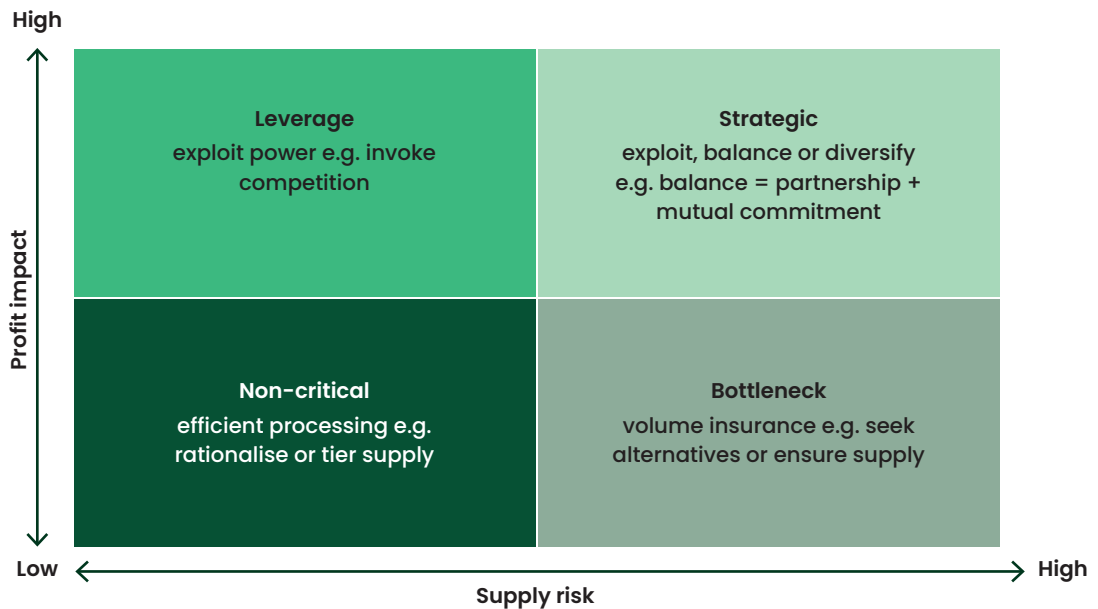 High
Leverage
exploit power e.g. invoke
competition
Strategic
exploit, balance or diversify
e.g. balance = partnership +
mutual commitment
Profit impact
Non-critical
efficient processing e.g.
rationalise or tier supply
Bottleneck
volume insurance e.g. seek
alternatives or ensure supply
Low
High
Supply risk